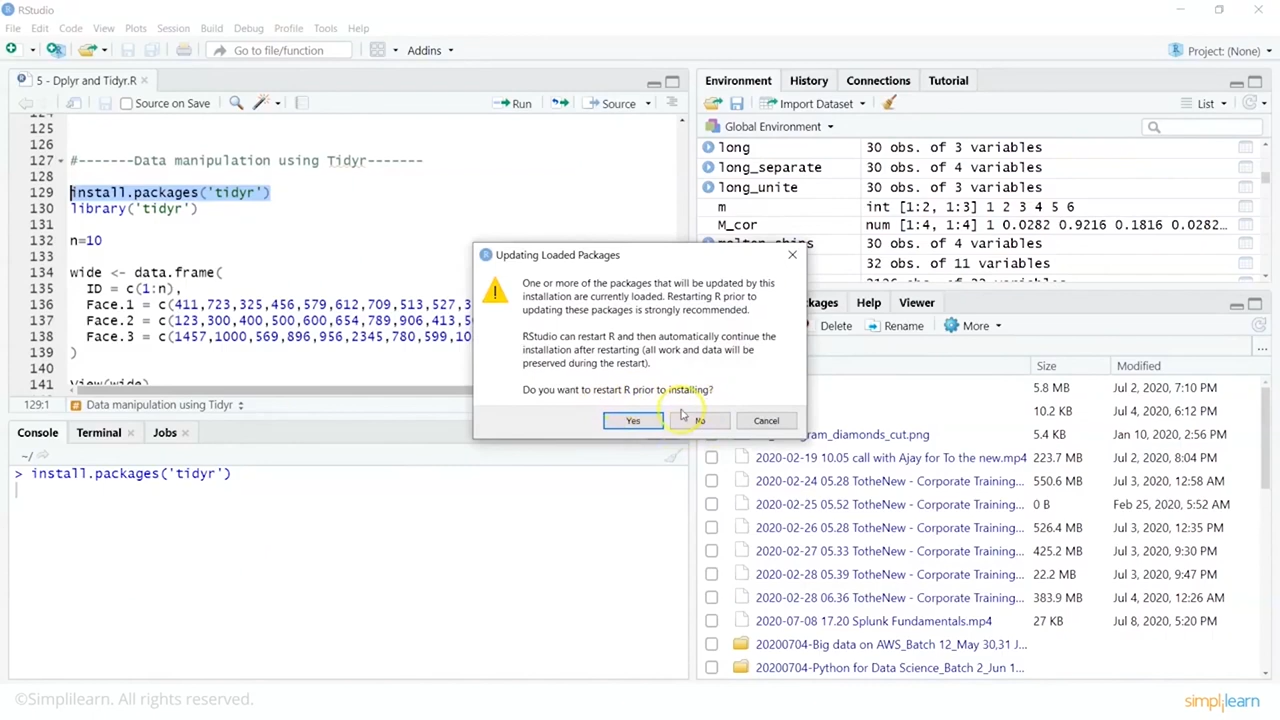 RStudio
File Edit Code View Plots Session Build Debug Profile Tools Help
Go to file/function Addins Project: (None)
5 - Dplyr and Tidyr.R
Source on Save Run Source
125
126
127 #-------Data manipulation using Tidyr-------
128
129 install.packages('tidyr')
130 library('tidyr')
131
132 n=10
133
134 wide <- data.frame(
135 ID = c(1:n),
136 Face.1 = c(411,723,325,456,579,612,709,513,527,3
137 Face.2 = c(123,300,400,500,600,654,789,906,413,5
138 Face.3 = c(1457,1000,569,896,956,2345,780,599,10
139 )
140
141 View(wide)
129:1 Data manipulation using Tidyr
Console Terminal Jobs
~/
> install.packages('tidyr')
Environment History Connections Tutorial
Import Dataset List
Global Environment
long 30 obs. of 3 variables
long_separate 30 obs. of 4 variables
long_unite 30 obs. of 3 variables
m int [1:2, 1:3] 1 2 3 4 5 6
M_cor num [1:4, 1:4] 1 0.0282 0.9216 0.1816 0.0282...
30 obs. of 4 variables
32 obs. of 11 variables
Updating Loaded Packages
One or more of the packages that will be updated by this
installation are currently loaded. Restarting R prior to
updating these packages is strongly recommended.
RStudio can restart R and then automatically continue the
installation after restarting (all work and data will be
preserved during the restart).
Do you want to restart R prior to installing?
Yes No Cancel
ckages Help Viewer
Delete Rename More
Size Modified
5.8 MB Jul 2, 2020, 7:10 PM
10.2 KB Jul 4, 2020, 6:12 PM
gram_diamonds_cut.png 5.4 KB Jan 10, 2020, 2:56 PM
2020-02-19 10.05 call with Ajay for To the new.mp4 223.7 MB Jul 2, 2020, 8:04 PM
2020-02-24 05.28 TotheNew - Corporate Training... 550.6 MB Jul 3, 2020, 12:58 AM
2020-02-25 05.52 TotheNew - Corporate Training... 0 B Feb 25, 2020, 5:52 AM
2020-02-26 05.28 TotheNew - Corporate Training... 526.4 MB Jul 3, 2020, 12:35 PM
2020-02-27 05.33 TotheNew - Corporate Training... 425.2 MB Jul 3, 2020, 9:30 PM
2020-02-28 05.39 TotheNew - Corporate Training... 22.2 MB Jul 3, 2020, 9:47 PM
2020-02-28 06.36 TotheNew - Corporate Training... 383.9 MB Jul 4, 2020, 12:26 AM
2020-07-08 17.20 Splunk Fundamentals.mp4 27 KB Jul 8, 2020, 5:20 PM
20200704-Big data on AWS_Batch 12_May 30,31 J...
20200704-Python for Data Science_Batch 2_Jun 1...
©Simplilearn. All rights reserved.
simplilearn